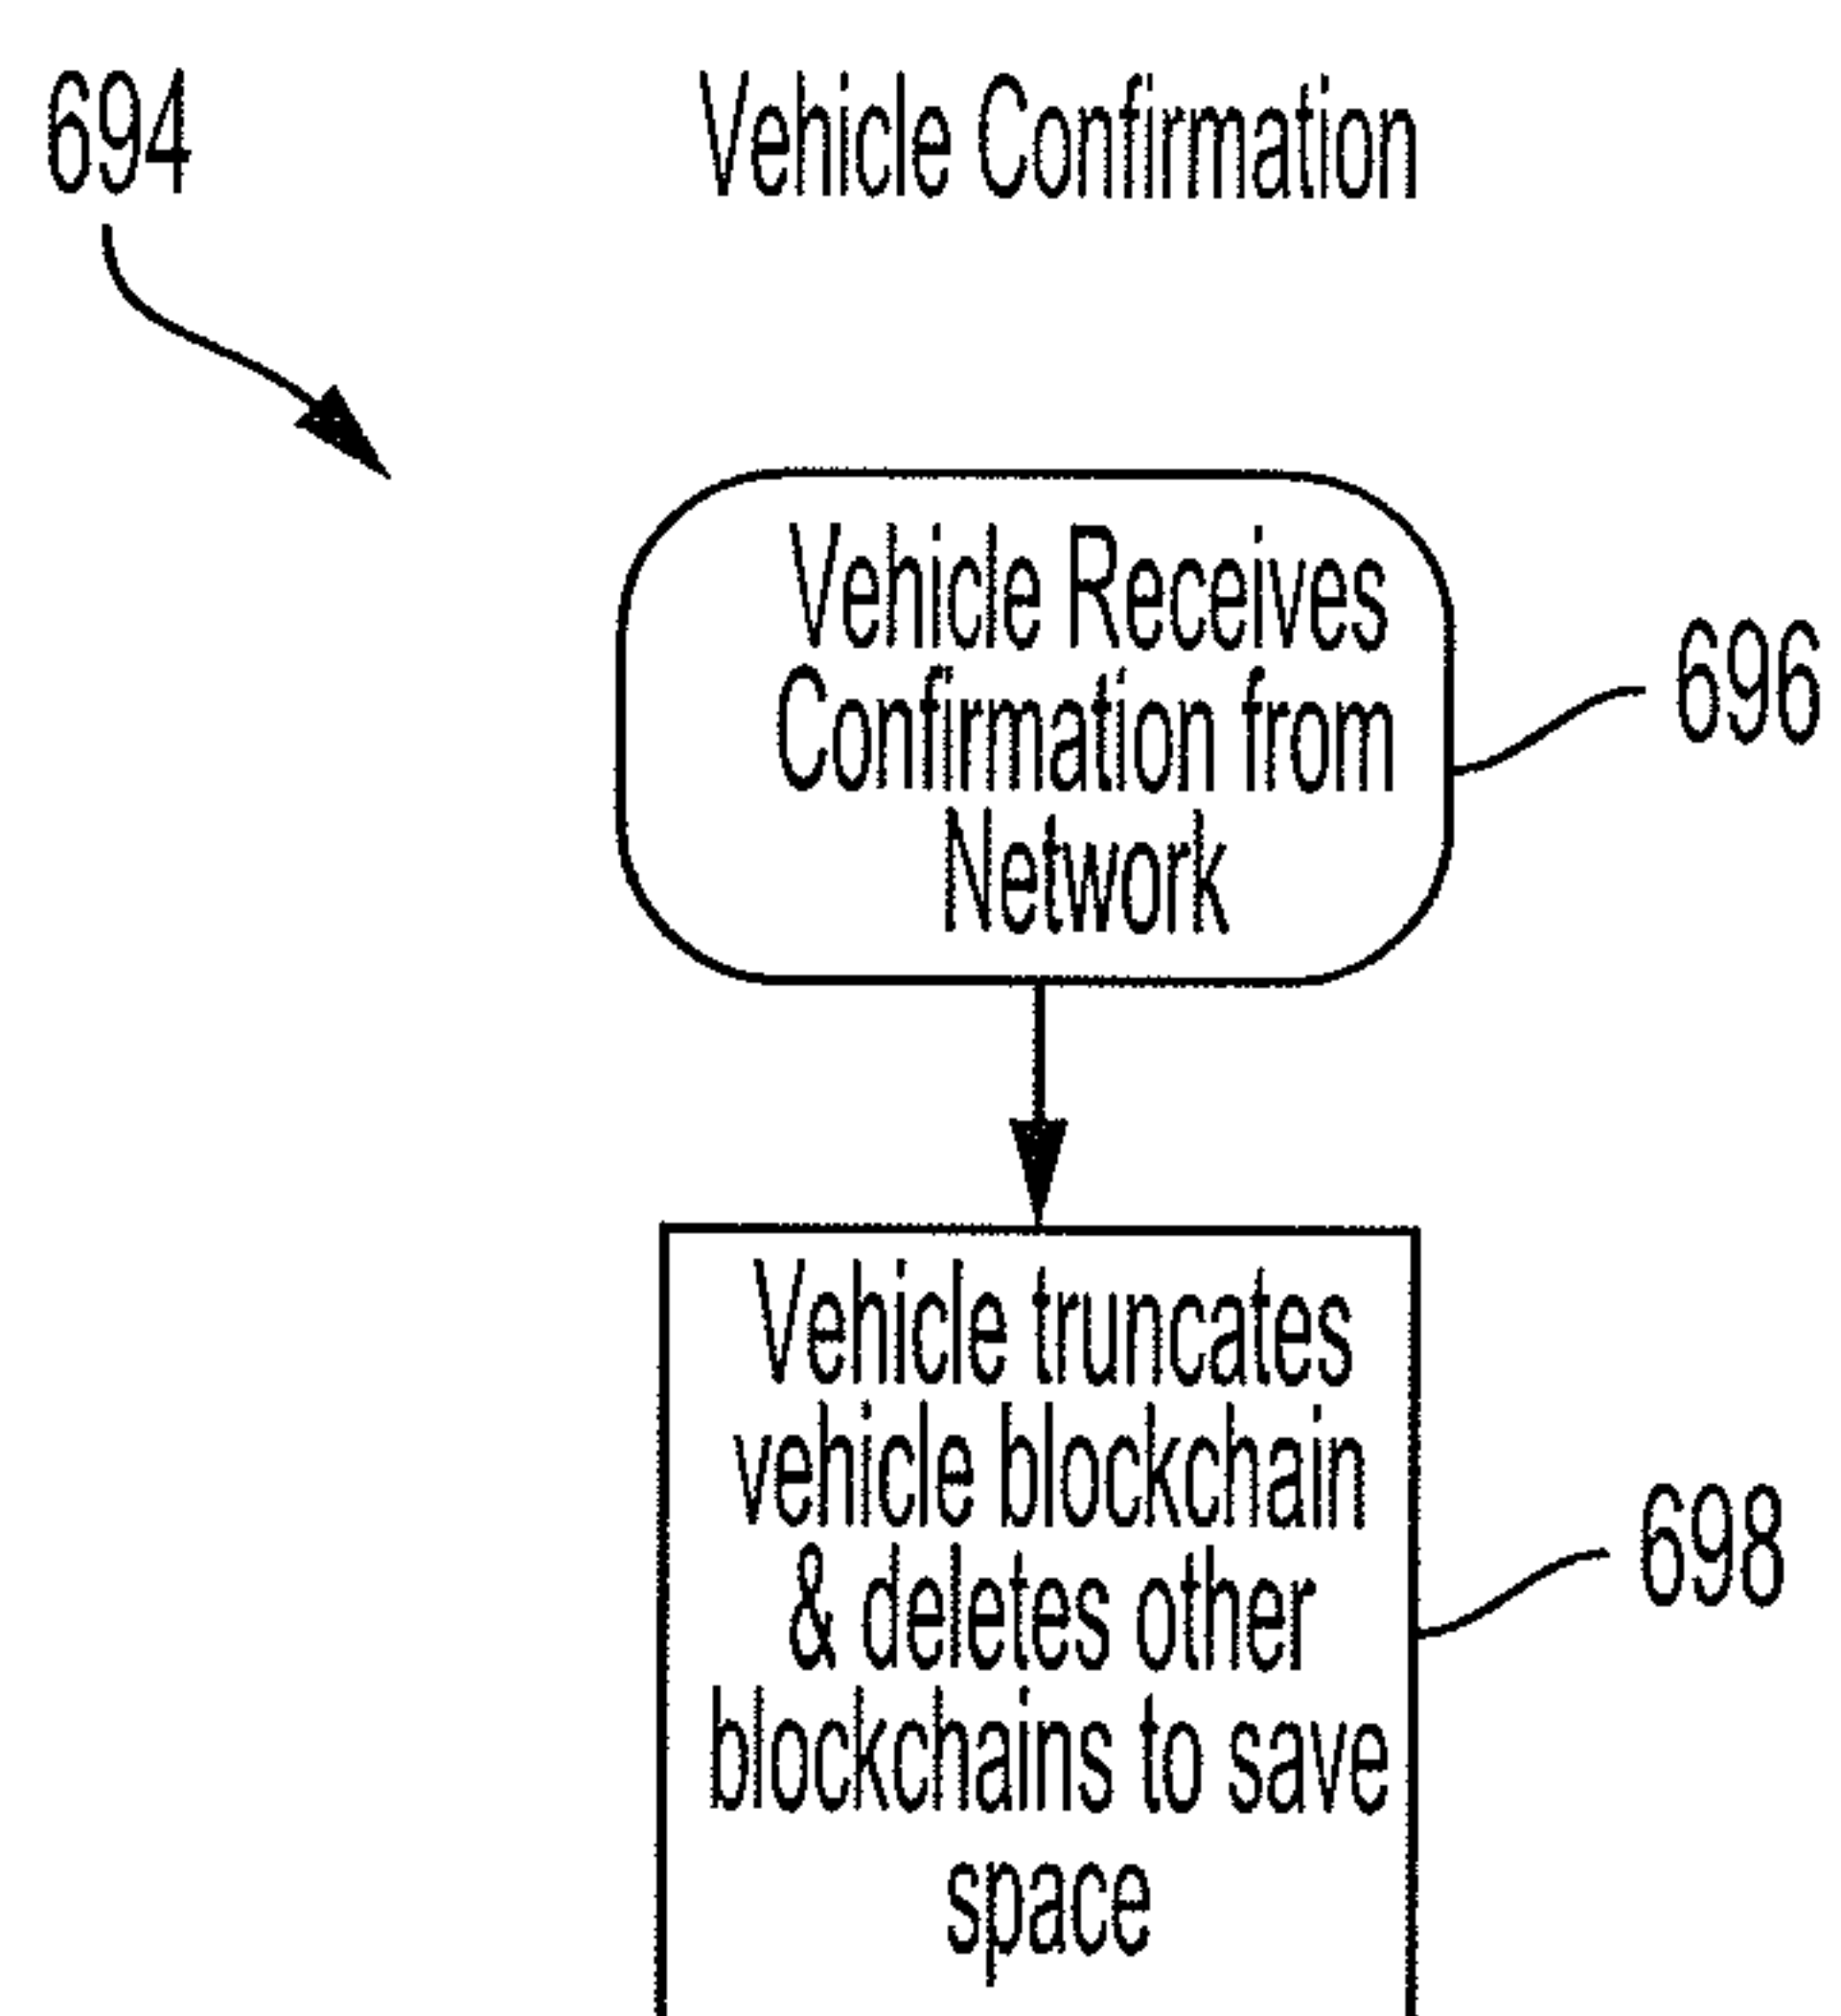 694
Vehicle Confirmation
Vehicle Receives
Confirmation from
Network
696
Vehicle truncates
vehicle blockchain
& deletes other
blockchains to save
space
698